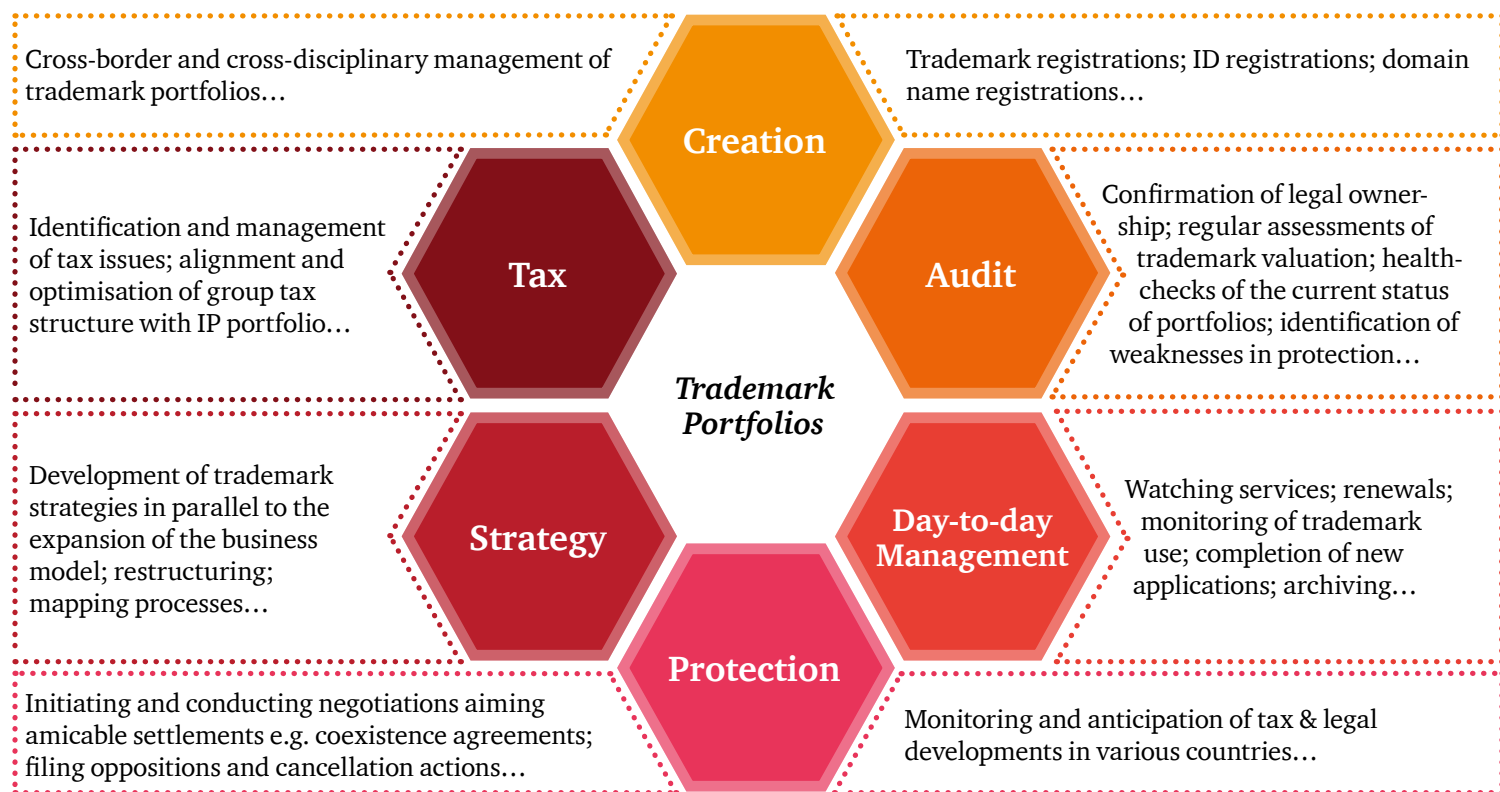 Cross-border and cross-disciplinary management of
trademark portfolios…
Creation
Trademark registrations; ID registrations; domain
name registrations…
Identification and management
of tax issues; alignment and
optimisation of group tax
structure with IP portfolio…
Tax
Audit
Confirmation of legal owner-
ship; regular assessments of
trademark valuation; health-
checks of the current status
of portfolios; identification of
weaknesses in protection…
Trademark
Portfolios
Development of trademark
strategies in parallel to the
expansion of the business
model; restructuring;
mapping processes…
Strategy
Day-to-day
Management
Watching services; renewals;
monitoring of trademark
use; completion of new
applications; archiving…
Initiating and conducting negotiations aiming
amicable settlements e.g. coexistence agreements;
filing oppositions and cancellation actions…
Protection
Monitoring and anticipation of tax & legal
developments in various countries…